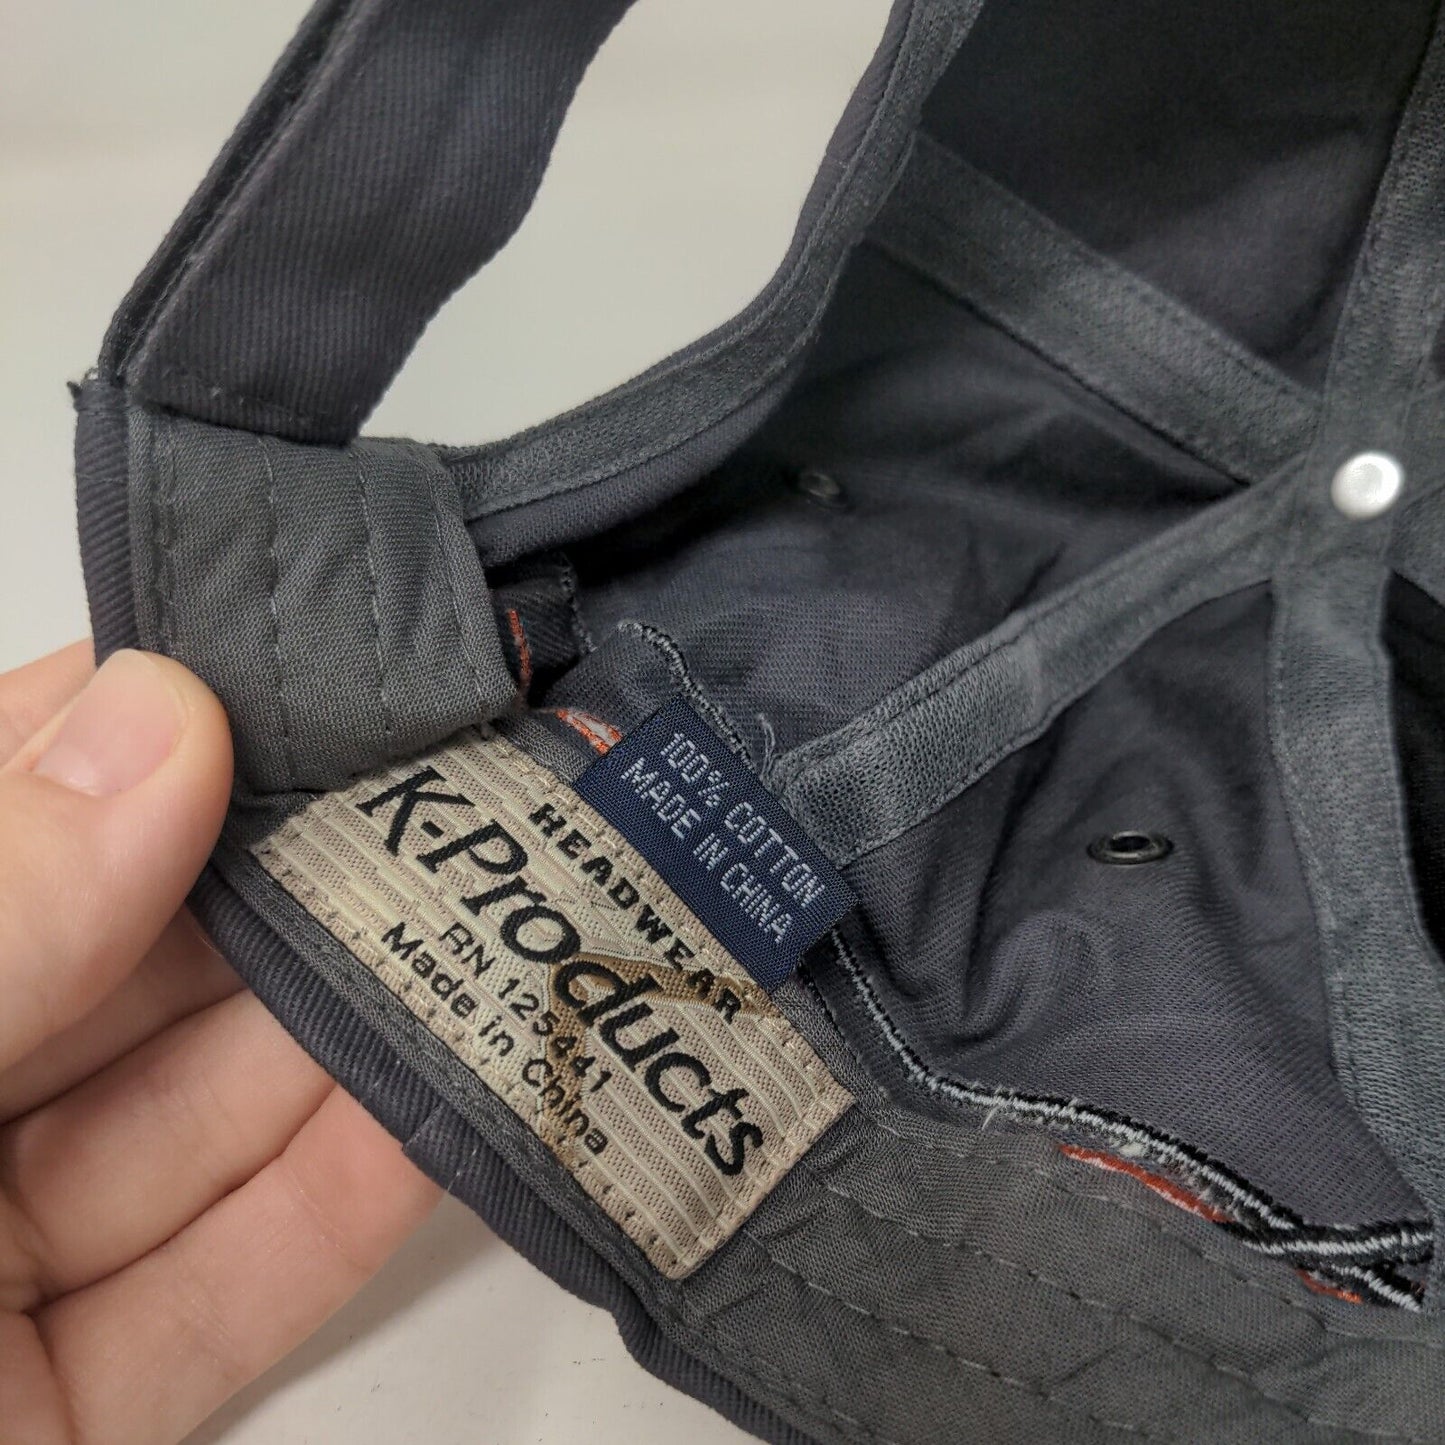 100% COTTON
MADE IN CHINA
HEADWEAR
K-Products
RN 125441
Made in China